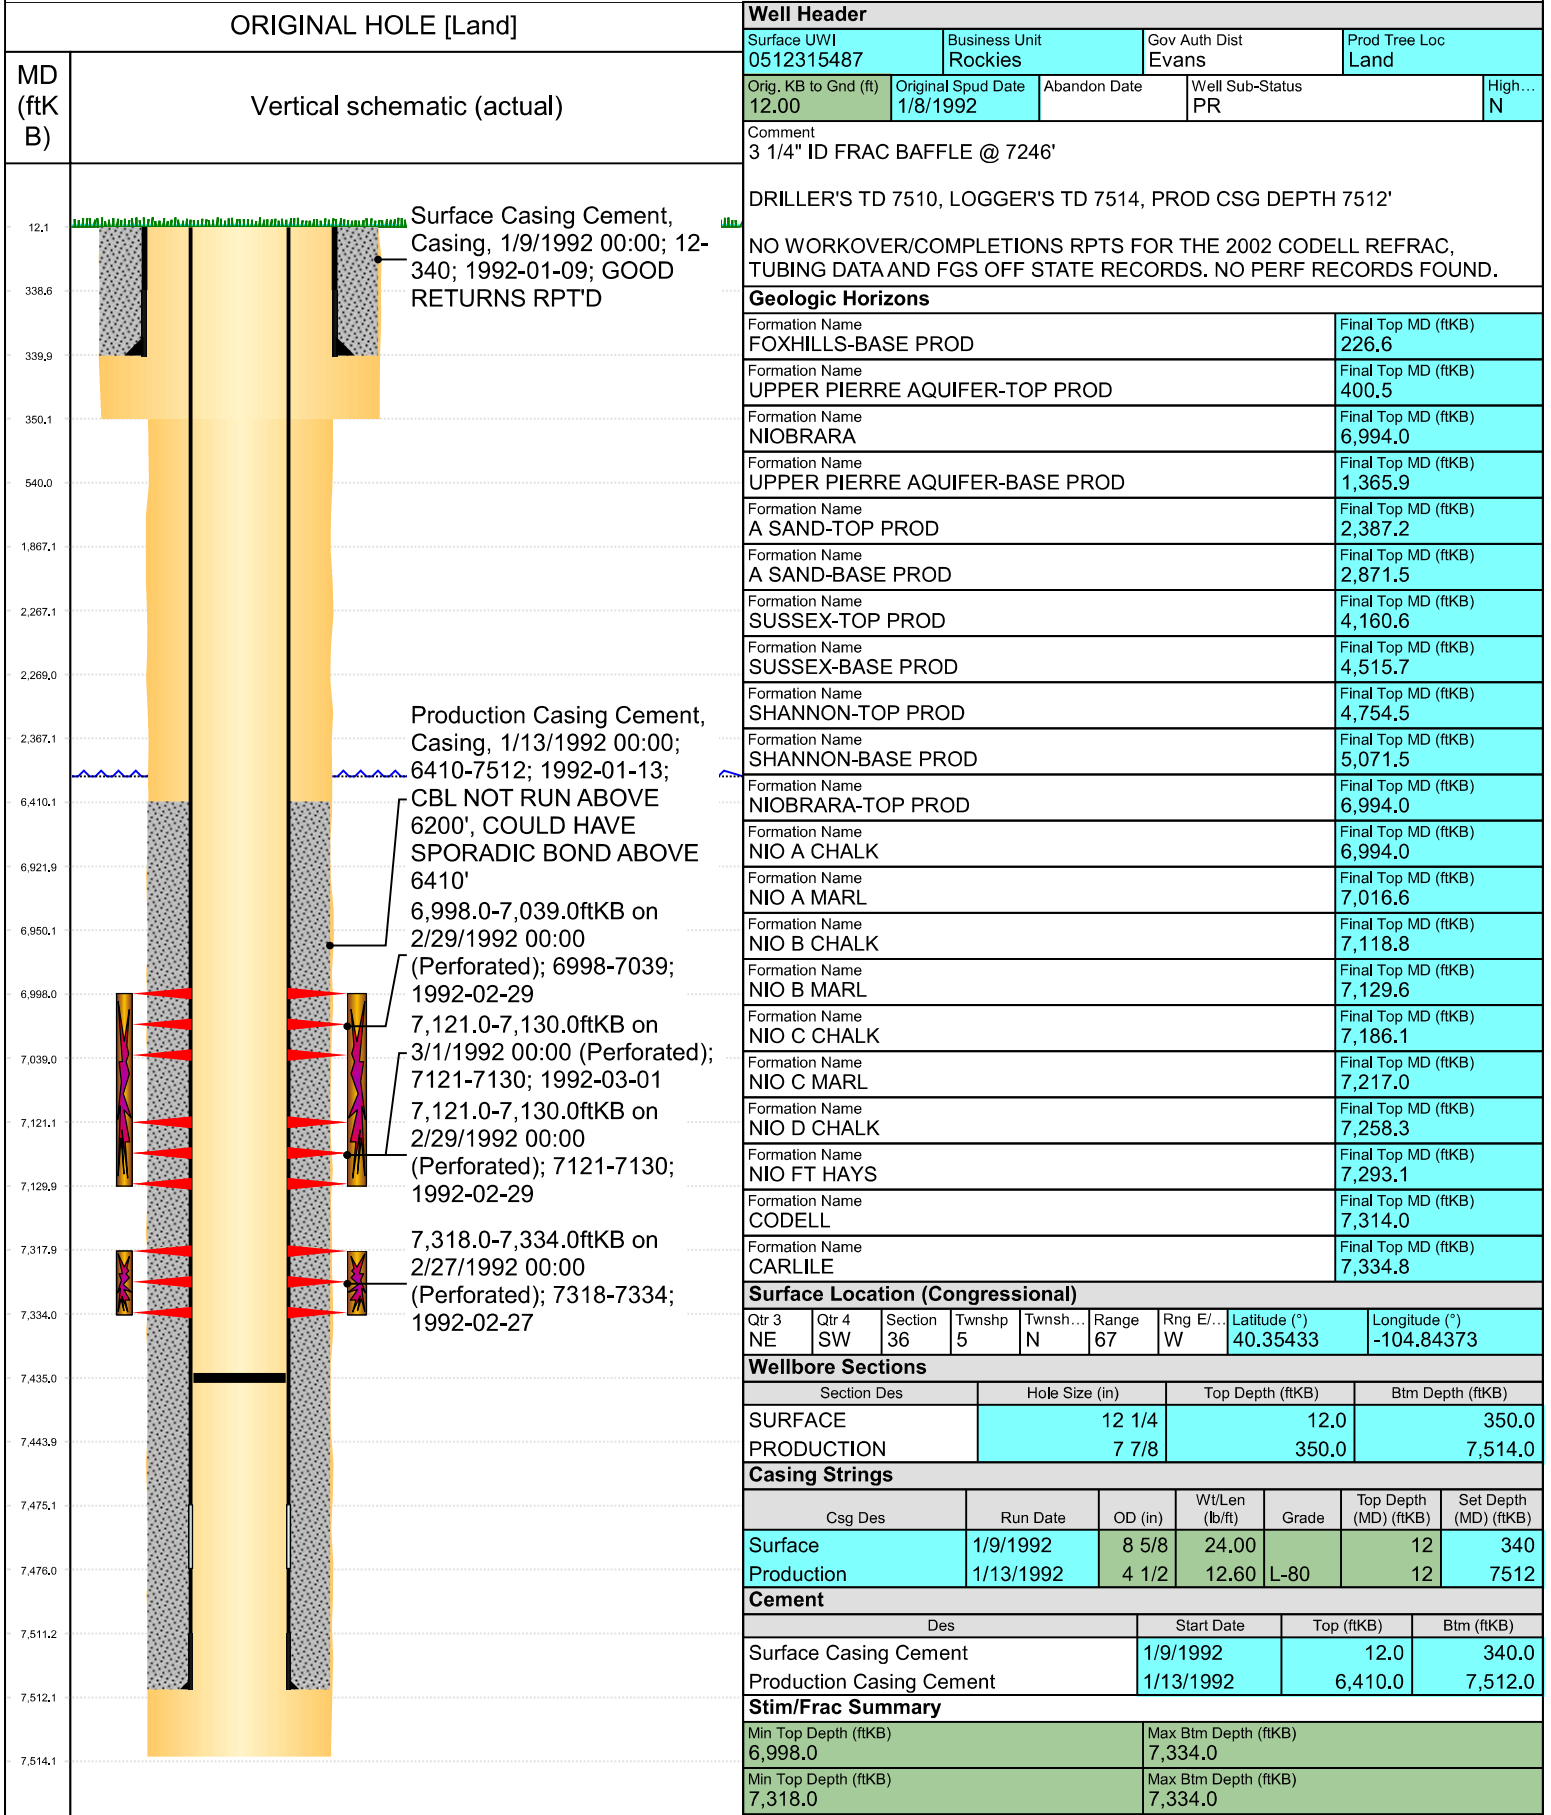 ORIGINAL HOLE [Land]
MD
(ftK
B)
Vertical schematic (actual)
12.1
338.6
339.9
350.1
540.0
1,867.1
2,267.1
2,269.0
2,367.1
6,410.1
6,921.9
6,950.1
6,998.0
7,039.0
7,121.1
7,129.9
7,317.9
7,334.0
7,435.0
7,443.9
7,475.1
7,476.0
7,511.2
7,512.1
7,514.1
Surface Casing Cement,
Casing, 1/9/1992 00:00; 12-
340; 1992-01-09; GOOD
RETURNS RPT'D
Production Casing Cement,
Casing, 1/13/1992 00:00;
6410-7512; 1992-01-13;
CBL NOT RUN ABOVE
6200', COULD HAVE
SPORADIC BOND ABOVE
6410'
6,998.0-7,039.0ftKB on
2/29/1992 00:00
(Perforated); 6998-7039;
1992-02-29
7,121.0-7,130.0ftKB on
3/1/1992 00:00 (Perforated);
7121-7130; 1992-03-01
7,121.0-7,130.0ftKB on
2/29/1992 00:00
(Perforated); 7121-7130;
1992-02-29
7,318.0-7,334.0ftKB on
2/27/1992 00:00
(Perforated); 7318-7334;
1992-02-27
Well Header
Surface UWI Business Unit Gov Auth Dist Prod Tree Loc
0512315487 Rockies Evans Land
Orig. KB to Gnd (ft) Original Spud Date Abandon Date Well Sub-Status High...
12.00 1/8/1992 PR N
Comment
3 1/4" ID FRAC BAFFLE @ 7246'
DRILLER'S TD 7510, LOGGER'S TD 7514, PROD CSG DEPTH 7512'
NO WORKOVER/COMPLETIONS RPTS FOR THE 2002 CODELL REFRAC,
TUBING DATA AND FGS OFF STATE RECORDS. NO PERF RECORDS FOUND.
Geologic Horizons
Formation Name Final Top MD (ftKB)
FOXHILLS-BASE PROD 226.6
Formation Name Final Top MD (ftKB)
UPPER PIERRE AQUIFER-TOP PROD 400.5
Formation Name Final Top MD (ftKB)
NIOBRARA 6,994.0
Formation Name Final Top MD (ftKB)
UPPER PIERRE AQUIFER-BASE PROD 1,365.9
Formation Name Final Top MD (ftKB)
A SAND-TOP PROD 2,387.2
Formation Name Final Top MD (ftKB)
A SAND-BASE PROD 2,871.5
Formation Name Final Top MD (ftKB)
SUSSEX-TOP PROD 4,160.6
Formation Name Final Top MD (ftKB)
SUSSEX-BASE PROD 4,515.7
Formation Name Final Top MD (ftKB)
SHANNON-TOP PROD 4,754.5
Formation Name Final Top MD (ftKB)
SHANNON-BASE PROD 5,071.5
Formation Name Final Top MD (ftKB)
NIOBRARA-TOP PROD 6,994.0
Formation Name Final Top MD (ftKB)
NIO A CHALK 6,994.0
Formation Name Final Top MD (ftKB)
NIO A MARL 7,016.6
Formation Name Final Top MD (ftKB)
NIO B CHALK 7,118.8
Formation Name Final Top MD (ftKB)
NIO B MARL 7,129.6
Formation Name Final Top MD (ftKB)
NIO C CHALK 7,186.1
Formation Name Final Top MD (ftKB)
NIO C MARL 7,217.0
Formation Name Final Top MD (ftKB)
NIO D CHALK 7,258.3
Formation Name Final Top MD (ftKB)
NIO FT HAYS 7,293.1
Formation Name Final Top MD (ftKB)
CODELL 7,314.0
Formation Name Final Top MD (ftKB)
CARLILE 7,334.8
Surface Location (Congressional)
Qtr 3 Qtr 4 Section Twnshp Twnsh... Range Rng E/... Latitude (°) Longitude (°)
NE SW 36 5 N 67 W 40.35433 -104.84373
Wellbore Sections
Section Des Hole Size (in) Top Depth (ftKB) Btm Depth (ftKB)
SURFACE 12 1/4 12.0 350.0
PRODUCTION 7 7/8 350.0 7,514.0
Casing Strings
Csg Des Run Date OD (in) Wt/Len (lb/ft) Grade Top Depth (MD) (ftKB) Set Depth (MD) (ftKB)
Surface 1/9/1992 8 5/8 24.00 12 340
Production 1/13/1992 4 1/2 12.60 L-80 12 7512
Cement
Des Start Date Top (ftKB) Btm (ftKB)
Surface Casing Cement 1/9/1992 12.0 340.0
Production Casing Cement 1/13/1992 6,410.0 7,512.0
Stim/Frac Summary
Min Top Depth (ftKB) Max Btm Depth (ftKB)
6,998.0 7,334.0
Min Top Depth (ftKB) Max Btm Depth (ftKB)
7,318.0 7,334.0